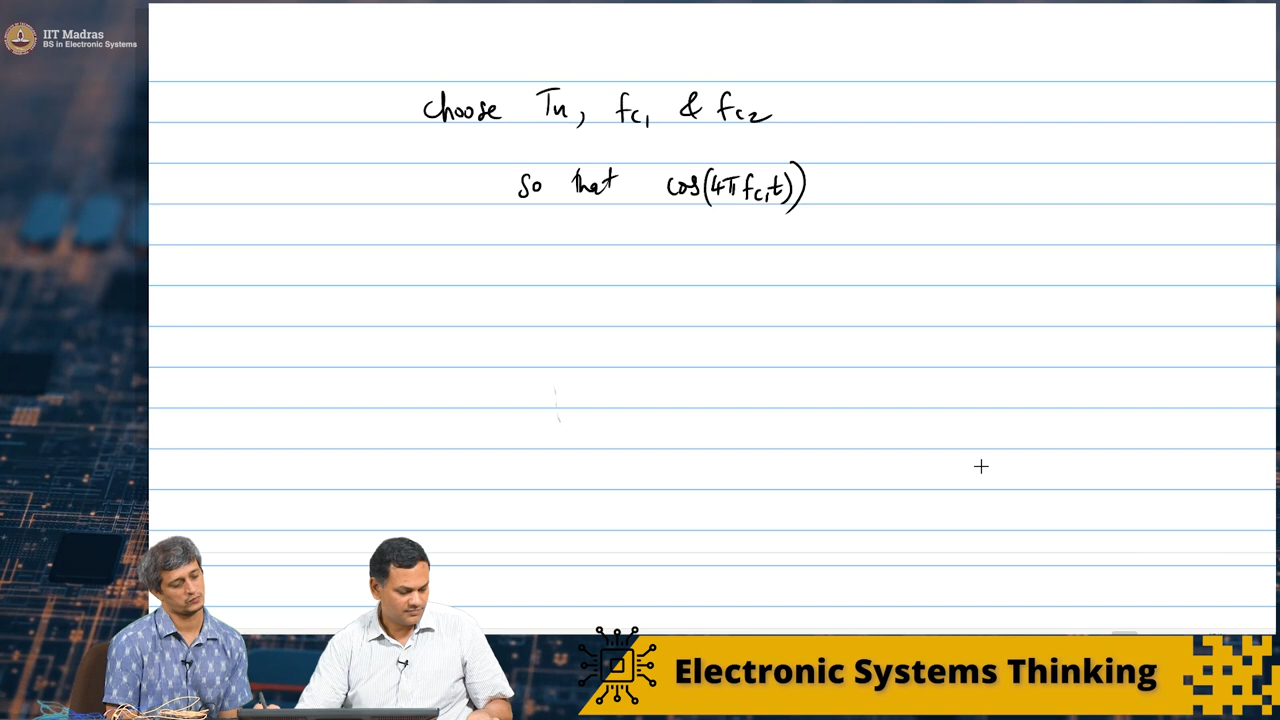 IIT Madras
BS in Electronic Systems
choose Tu, fc1 & fc2
so that cos(4πfc1t))
Electronic Systems Thinking